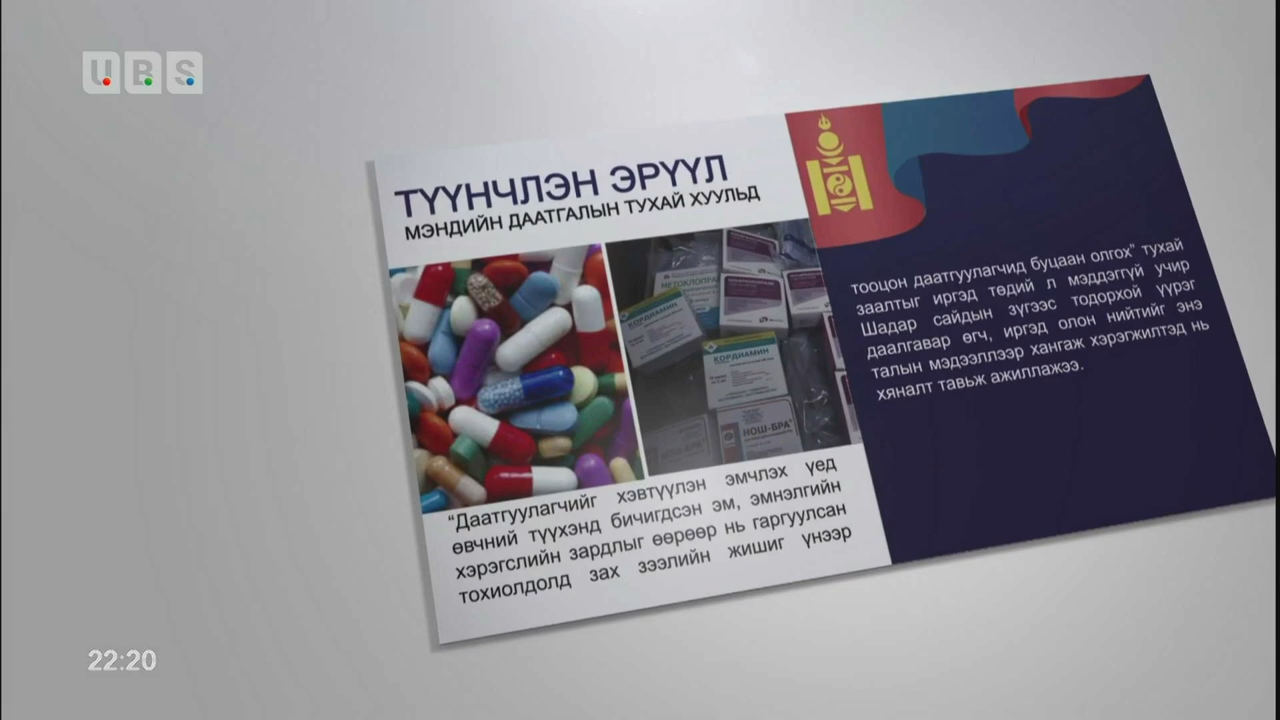 UBS
ТҮҮНЧЛЭН ЭРҮҮЛ
МЭНДИЙН ДААТГАЛЫН ТУХАЙ ХУУЛЬД
КОРДИАМИН
КОРДИАМИН
НОШ-БРА
“Даатгуулагчийг хэвтүүлэн эмчлэх үед
өвчний түүхэнд бичигдсэн эм, эмнэлгийн
хэрэгслийн зардлыг өөрөөр нь гаргуулсан
тохиолдолд зах зээлийн жишиг үнээр
тооцон даатгуулагчид буцаан олгох” тухай
заалтыг иргэд төдий л мэддэггүй учир
Шадар сайдын зүгээс тодорхой үүрэг
даалгавар өгч, иргэд олон нийтийг энэ
талын мэдээллээр хангаж хэрэгжилтэд нь
хяналт тавьж ажиллажээ.
22:20